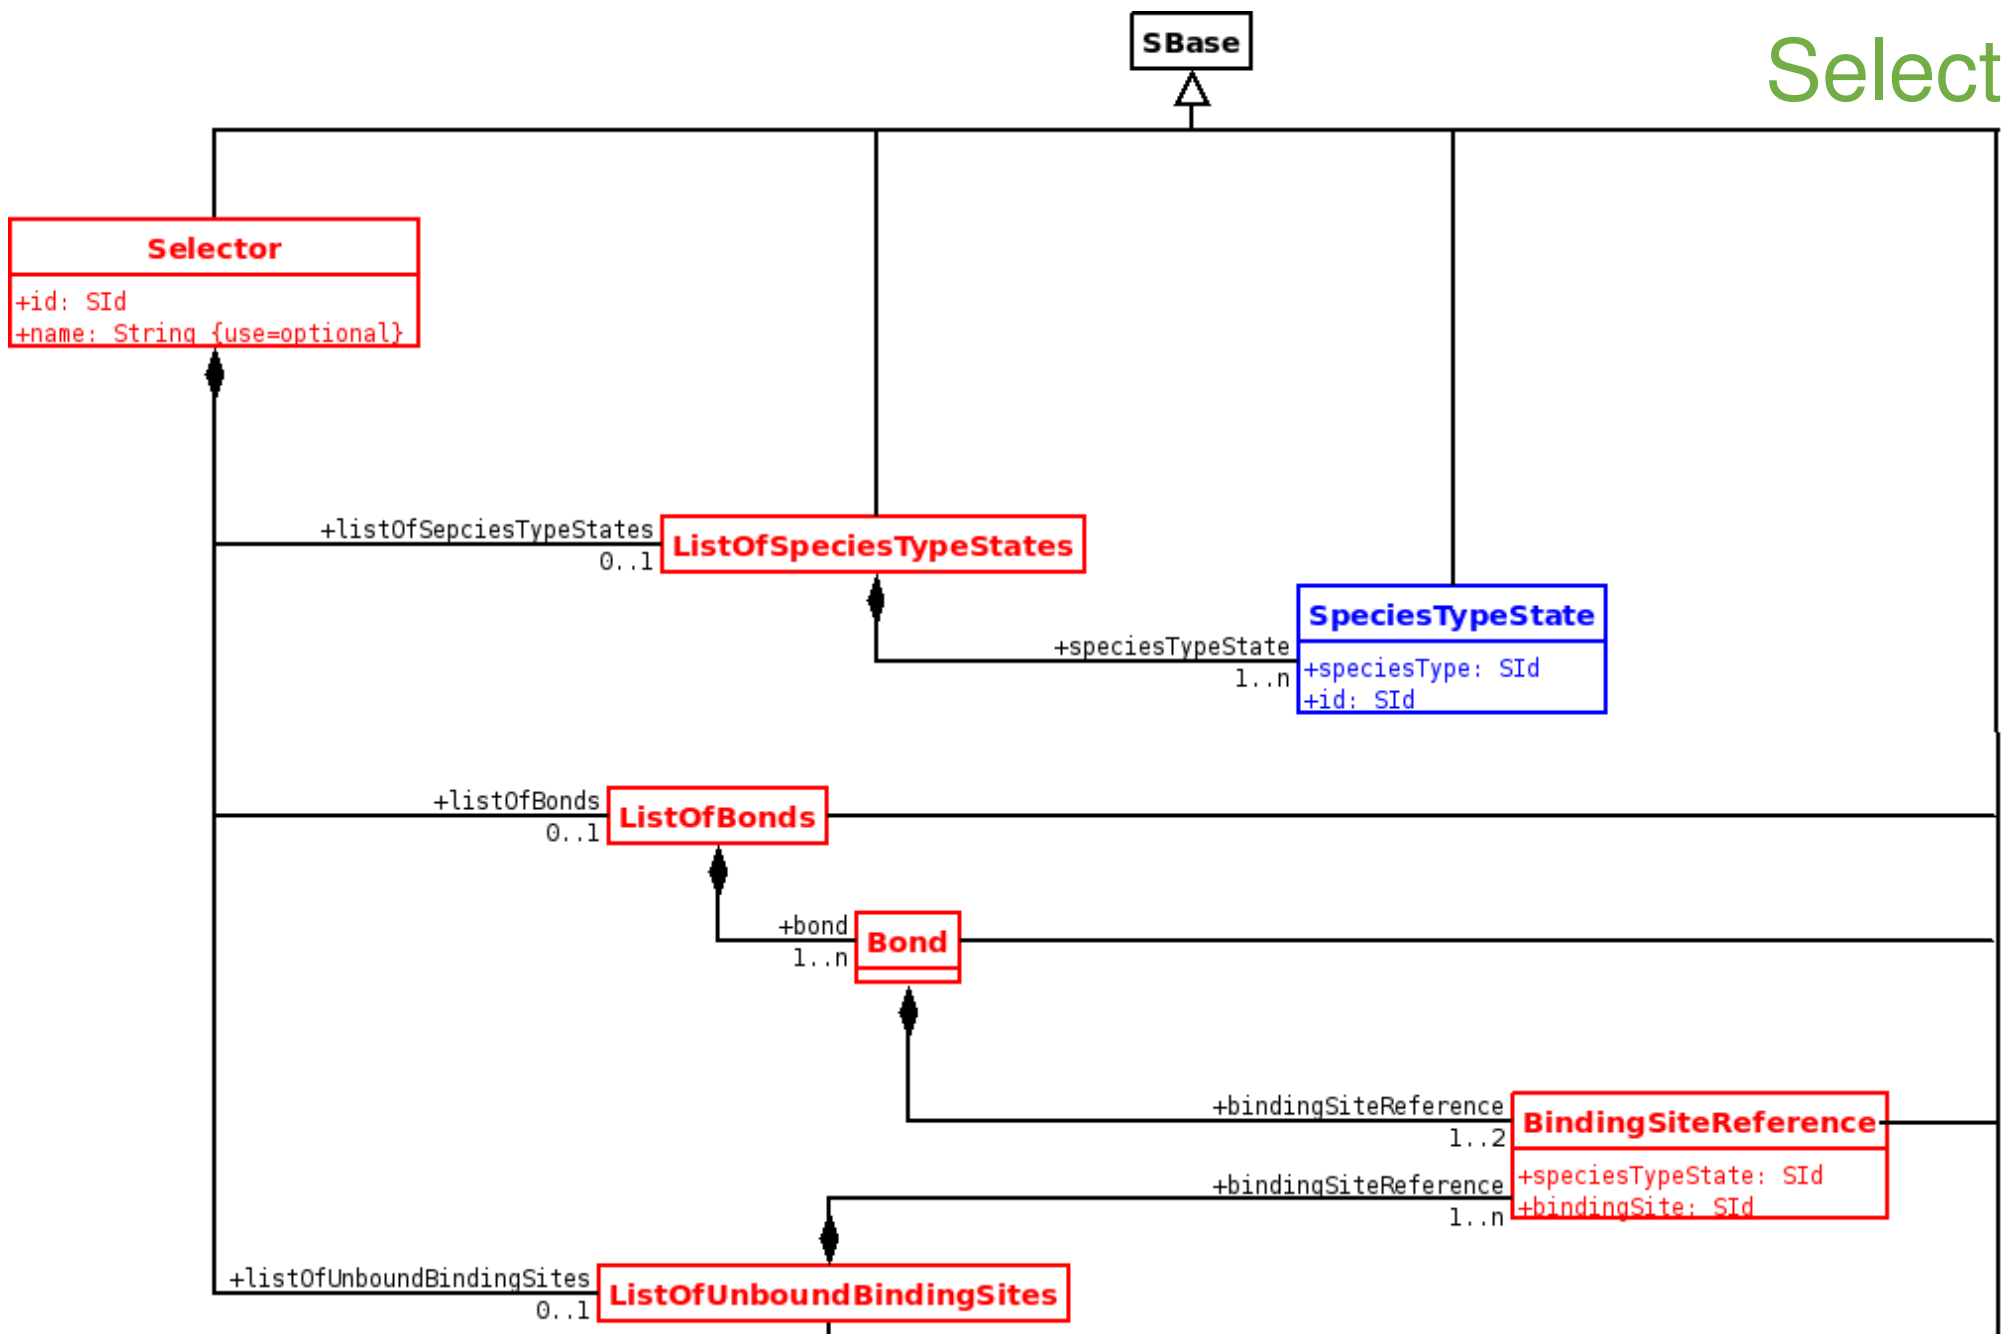 SBase
Select
Selector
+id: SId
+name: String {use=optional}
+listOfSepciesTypeStates
0..1
ListOfSpeciesTypeStates
+speciesTypeState
1..n
SpeciesTypeState
+speciesType: SId
+id: SId
+listOfBonds
0..1
ListOfBonds
+bond
1..n
Bond
+bindingSiteReference
1..2
BindingSiteReference
+speciesTypeState: SId
+bindingSite: SId
+bindingSiteReference
1..n
+listOfUnboundBindingSites
0..1
ListOfUnboundBindingSites